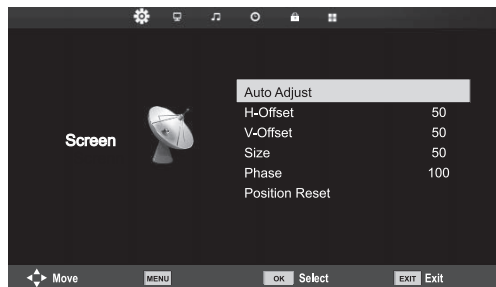 Auto Adjust
H-Offset 50
V-Offset 50
Screen
Size 50
Phase 100
Position Reset
Move MENU OK Select EXIT Exit